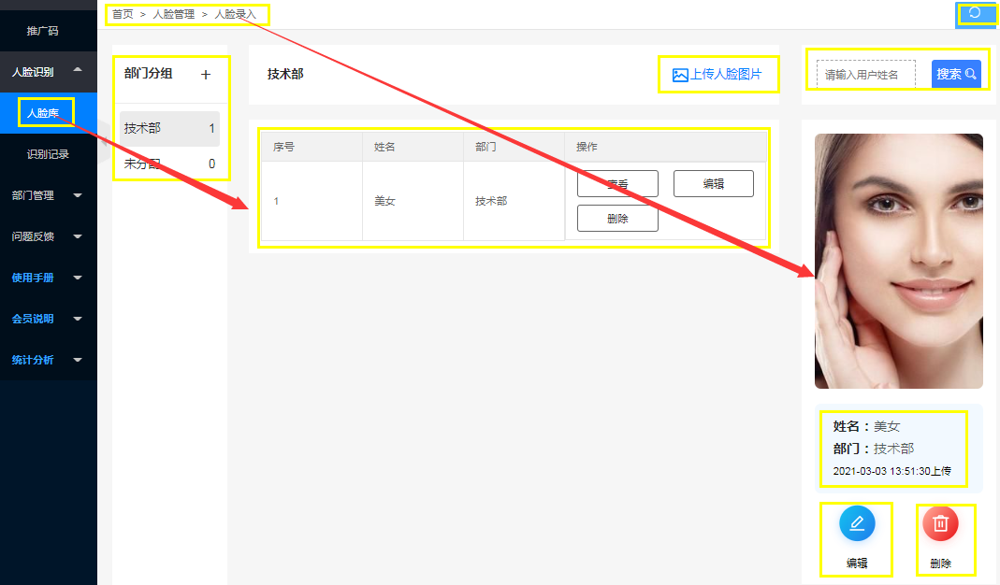 首页 > 人脸管理 > 人脸录入
推广码
人脸识别
人脸库
识别记录
部门管理
问题反馈
使用手册
会员说明
统计分析
部门分组 +
技术部 1
未分配 0
技术部
上传人脸图片
序号 姓名 部门 操作
1 美女 技术部 查看 编辑
删除
请输入用户姓名 搜索
姓名：美女
部门：技术部
2021-03-03 13:51:30上传
编辑 删除